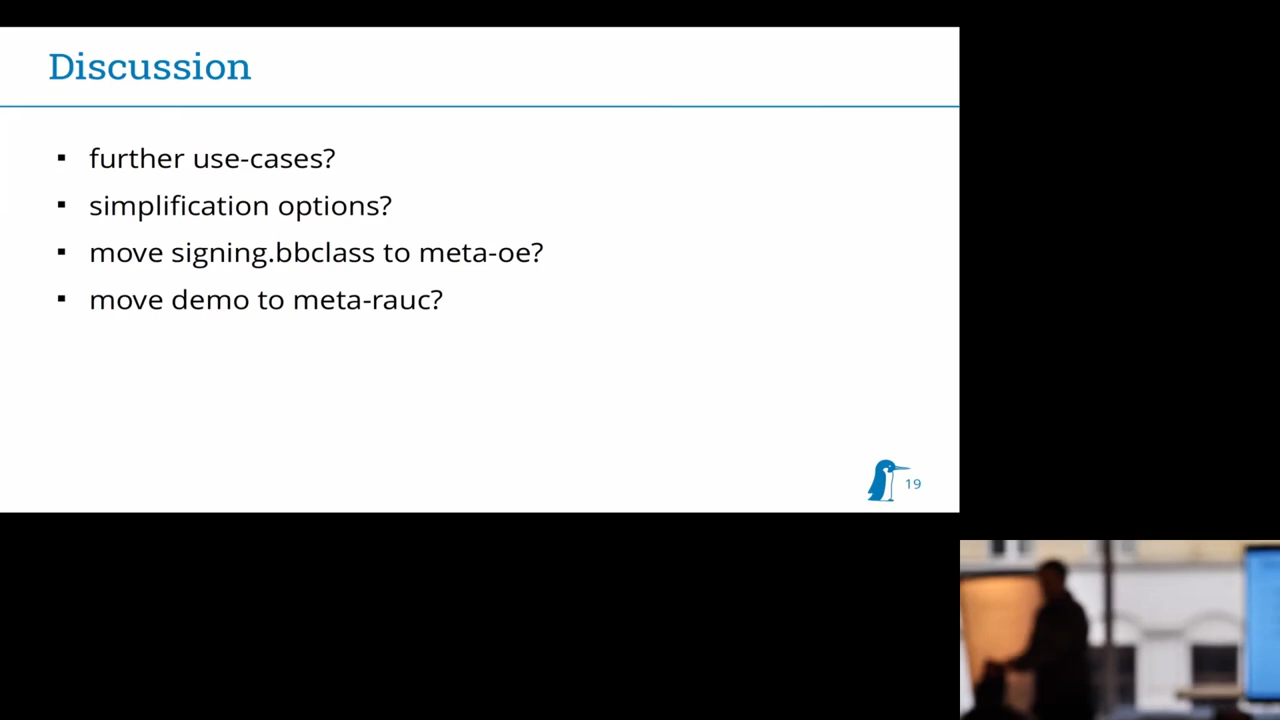 Discussion
▪ further use-cases?
▪ simplification options?
▪ move signing.bbclass to meta-oe?
▪ move demo to meta-rauc?
19